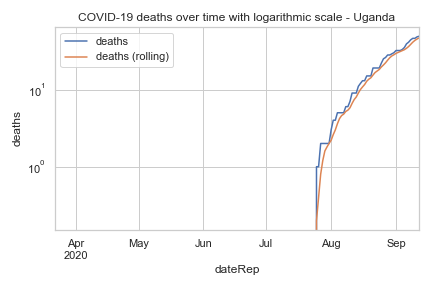 COVID-19 deaths over time with logarithmic scale - Uganda
deaths
deaths (rolling)
deaths
10¹
10⁰
Apr
2020
May
Jun
Jul
Aug
Sep
dateRep